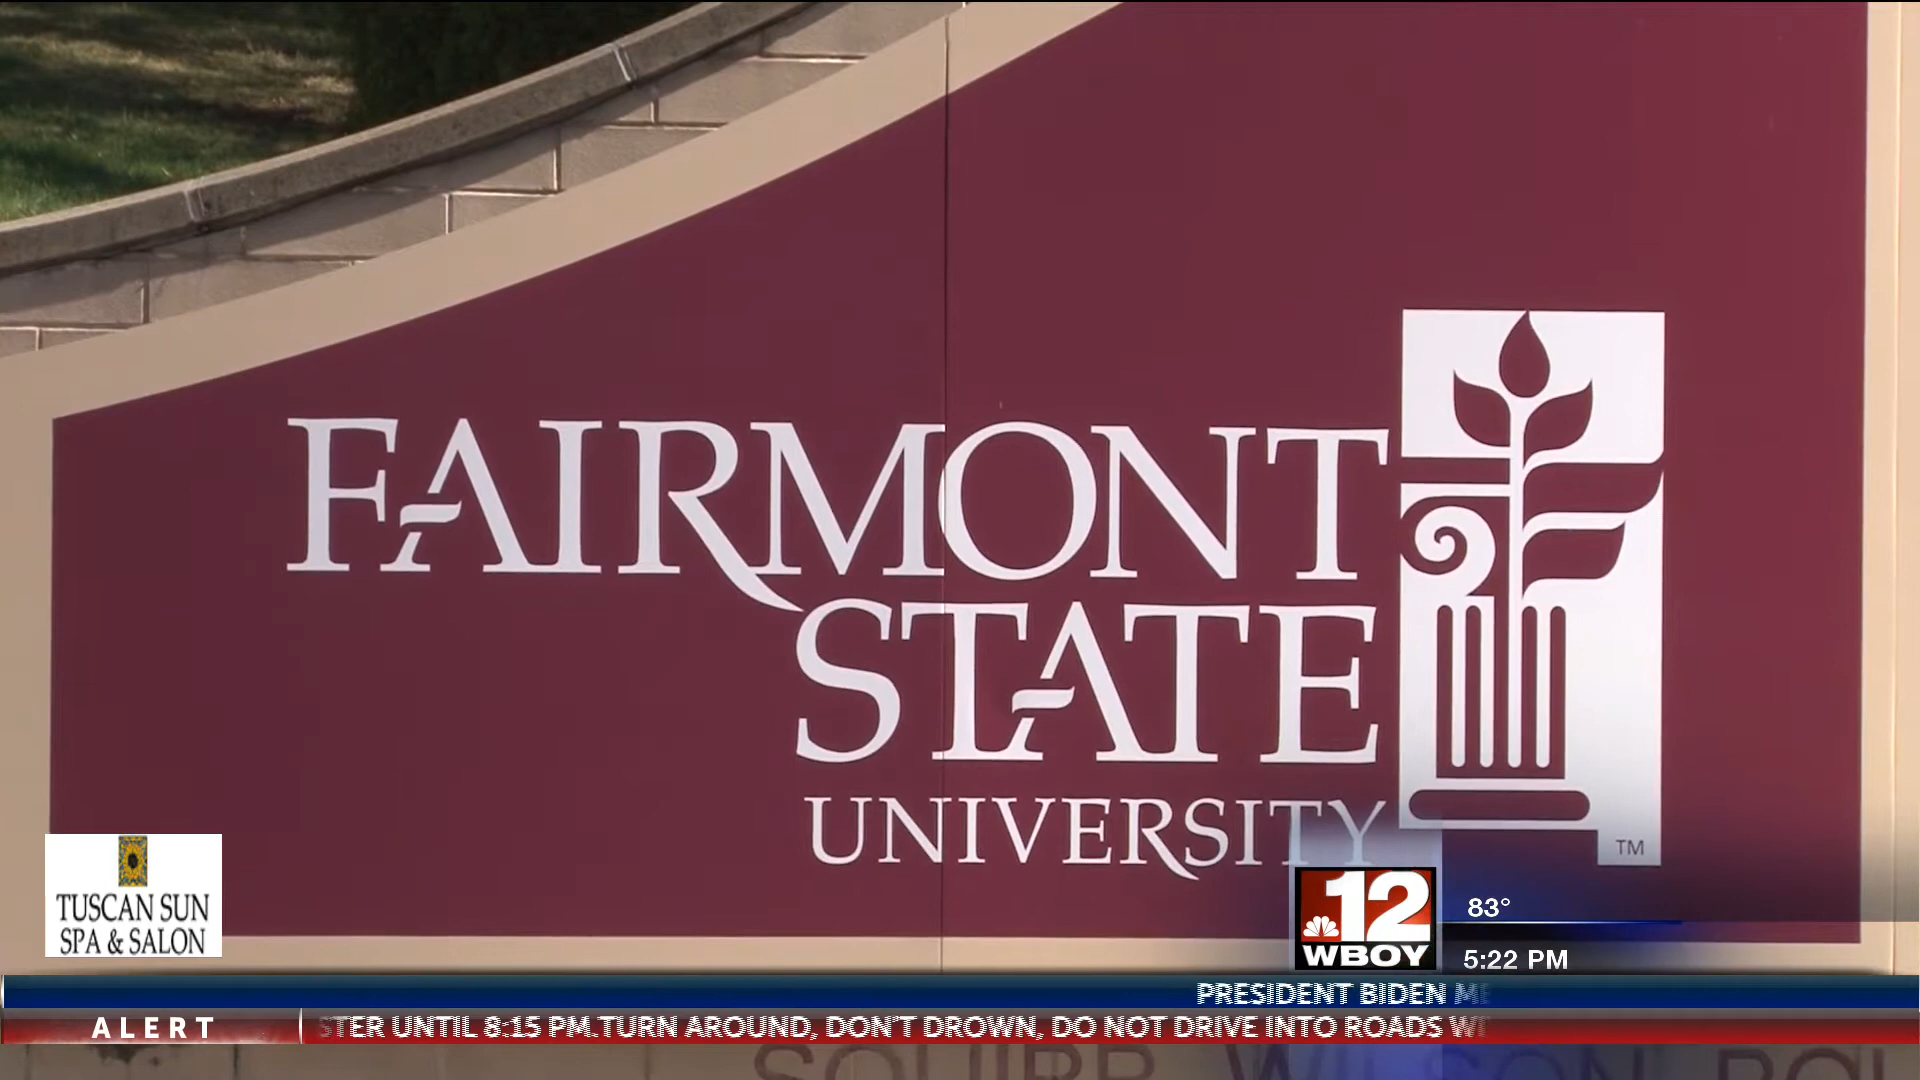 FAIRMONT
STATE
UNIVERSITY
TM
TUSCAN SUN
SPA & SALON
12
WBOY
83°
5:22 PM
PRESIDENT BIDEN
ALERT
STER UNTIL 8:15 PM.TURN AROUND, DON'T DROWN, DO NOT DRIVE INTO ROADS